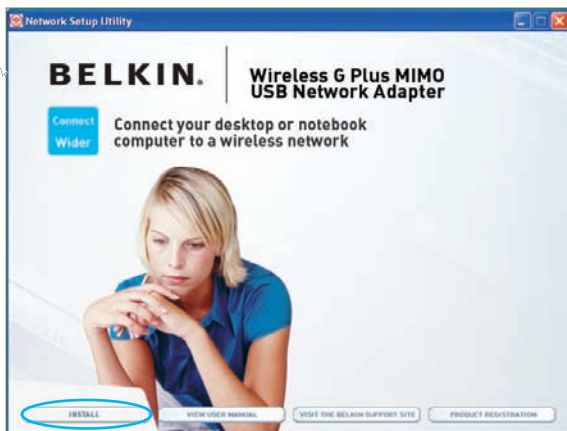 Network Setup Utility
BELKIN.
Wireless G Plus MIMO
USB Network Adapter
Connect
Wider
Connect your desktop or notebook
computer to a wireless network
INSTALL
VIEW USER MANUAL
VISIT THE BELKIN SUPPORT SITE
PRODUCT REGISTRATION